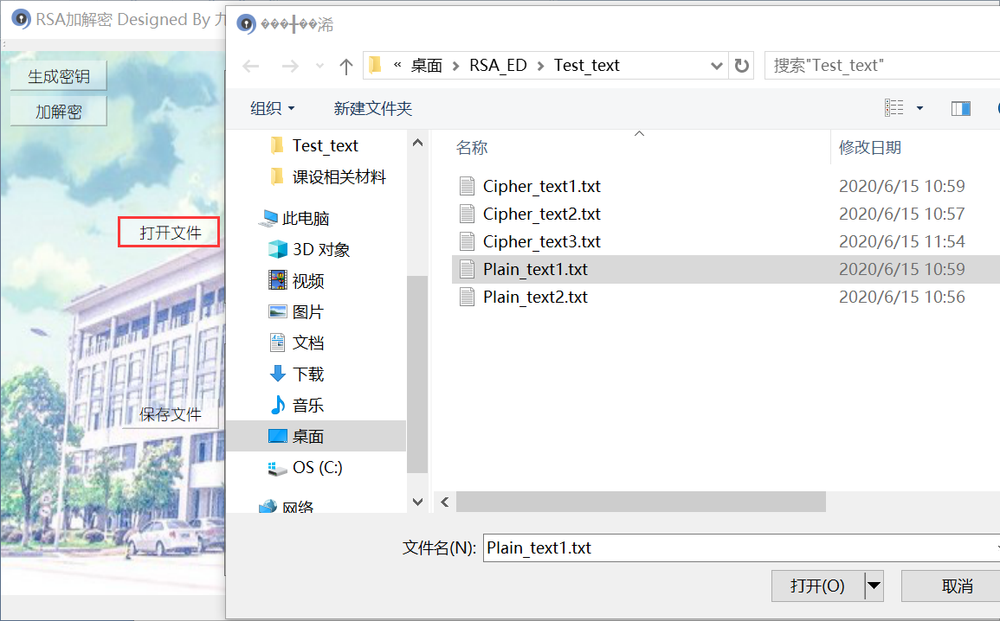 RSA加解密 Designed By 九
生成密钥
加解密
打开文件
保存文件
���╂��浠
« 桌面 › RSA_ED › Test_text
搜索"Test_text"
组织
新建文件夹
Test_text
课设相关材料
此电脑
3D 对象
视频
图片
文档
下载
音乐
桌面
OS (C:)
网络
名称 修改日期
Cipher_text1.txt 2020/6/15 10:59
Cipher_text2.txt 2020/6/15 10:57
Cipher_text3.txt 2020/6/15 11:54
Plain_text1.txt 2020/6/15 10:59
Plain_text2.txt 2020/6/15 10:56
文件名(N): Plain_text1.txt
打开(O) 取消